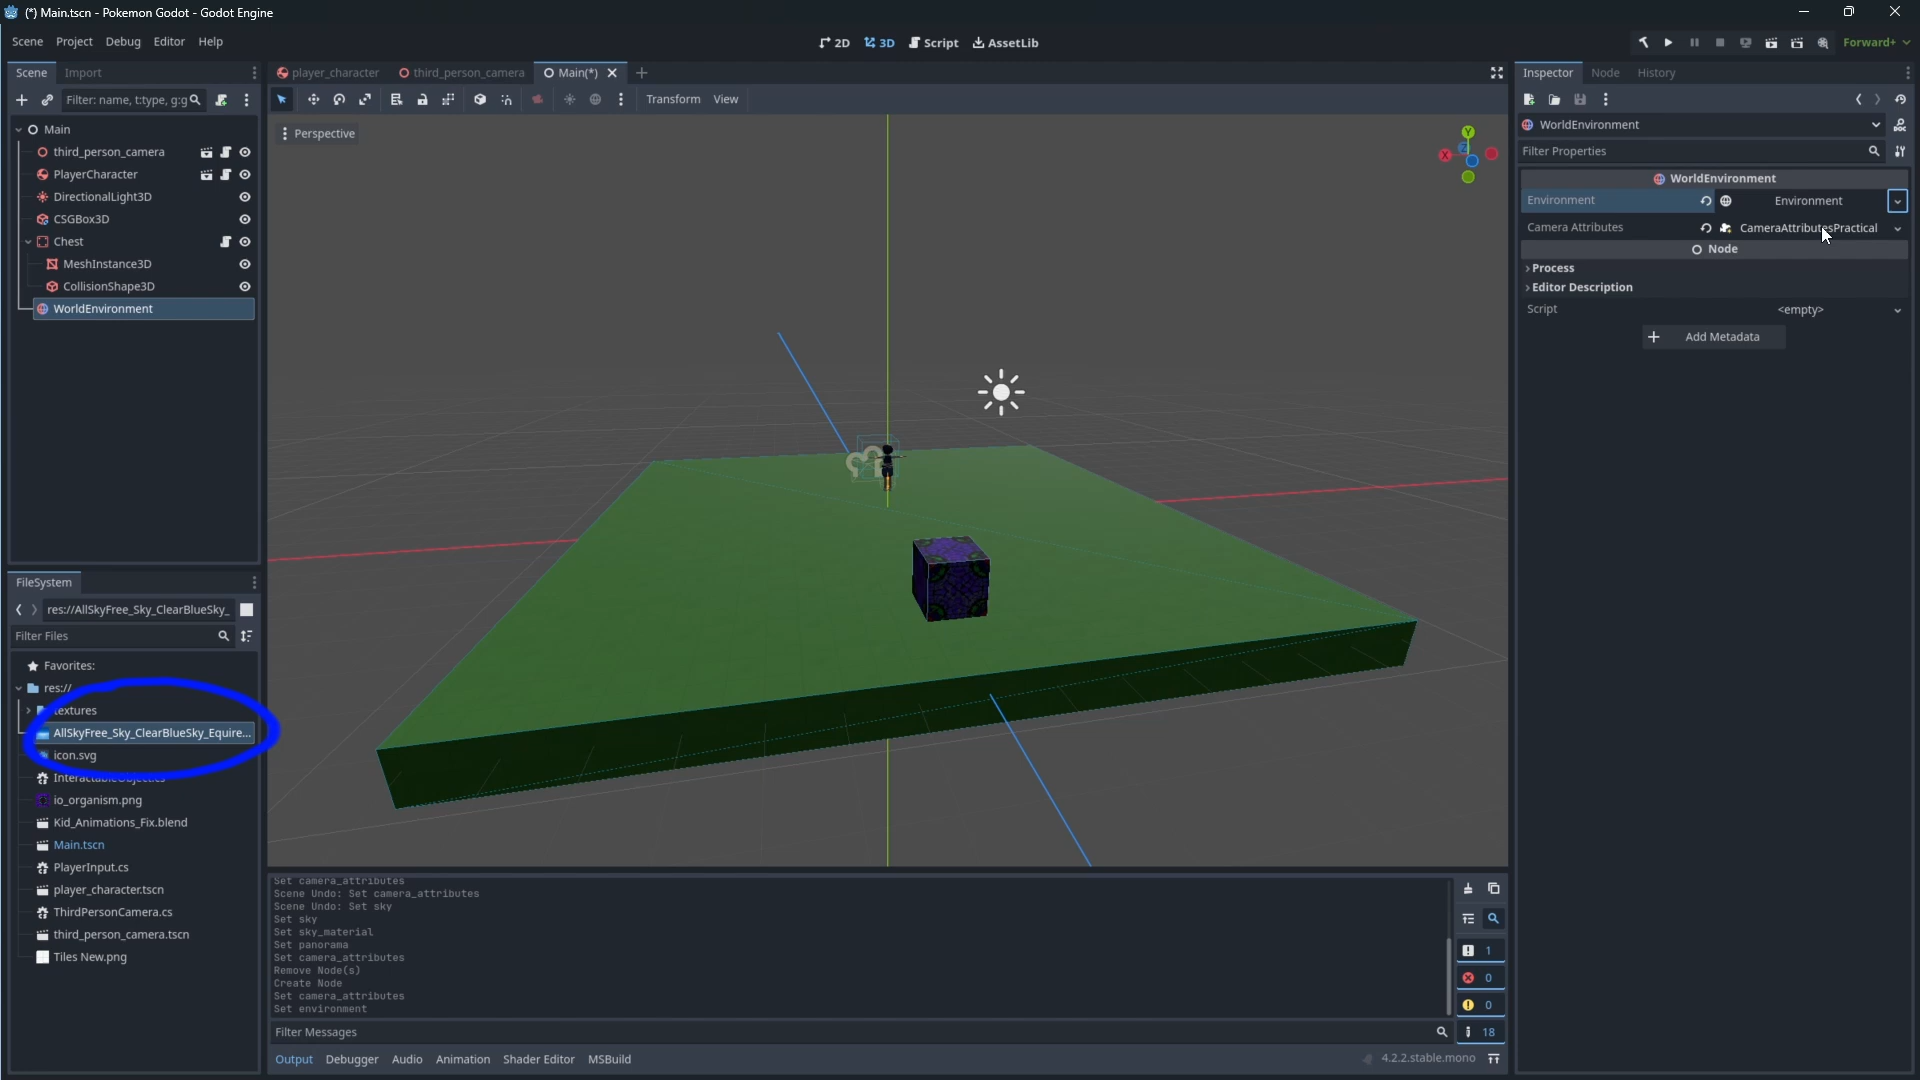 (*) Main.tscn - Pokemon Godot - Godot Engine
Scene Project Debug Editor Help
2D 3D Script AssetLib
Forward+
Scene Import
player_character third_person_camera Main(*)
Inspector Node History
Filter: name, t:type, g:g
Transform View
Main
third_person_camera
PlayerCharacter
DirectionalLight3D
CSGBox3D
Chest
MeshInstance3D
CollisionShape3D
WorldEnvironment
Perspective
Y
X
Z
WorldEnvironment
DOC
Filter Properties
WorldEnvironment
Environment Environment
Camera Attributes CameraAttributesPractical
Node
Process
Editor Description
Script <empty>
Add Metadata
FileSystem
res://AllSkyFree_Sky_ClearBlueSky_
Filter Files
Favorites:
res://
textures
AllSkyFree_Sky_ClearBlueSky_Equire...
icon.svg
InteractableObject.cs
io_organism.png
Kid_Animations_Fix.blend
Main.tscn
PlayerInput.cs
player_character.tscn
ThirdPersonCamera.cs
third_person_camera.tscn
Tiles New.png
Set camera_attributes
Scene Undo: Set camera_attributes
Scene Undo: Set sky
Set sky
Set sky_material
Set panorama
Set camera_attributes
Remove Node(s)
Create Node
Set camera_attributes
Set environment
1
0
0
18
Filter Messages
Output Debugger Audio Animation Shader Editor MSBuild
4.2.2.stable.mono